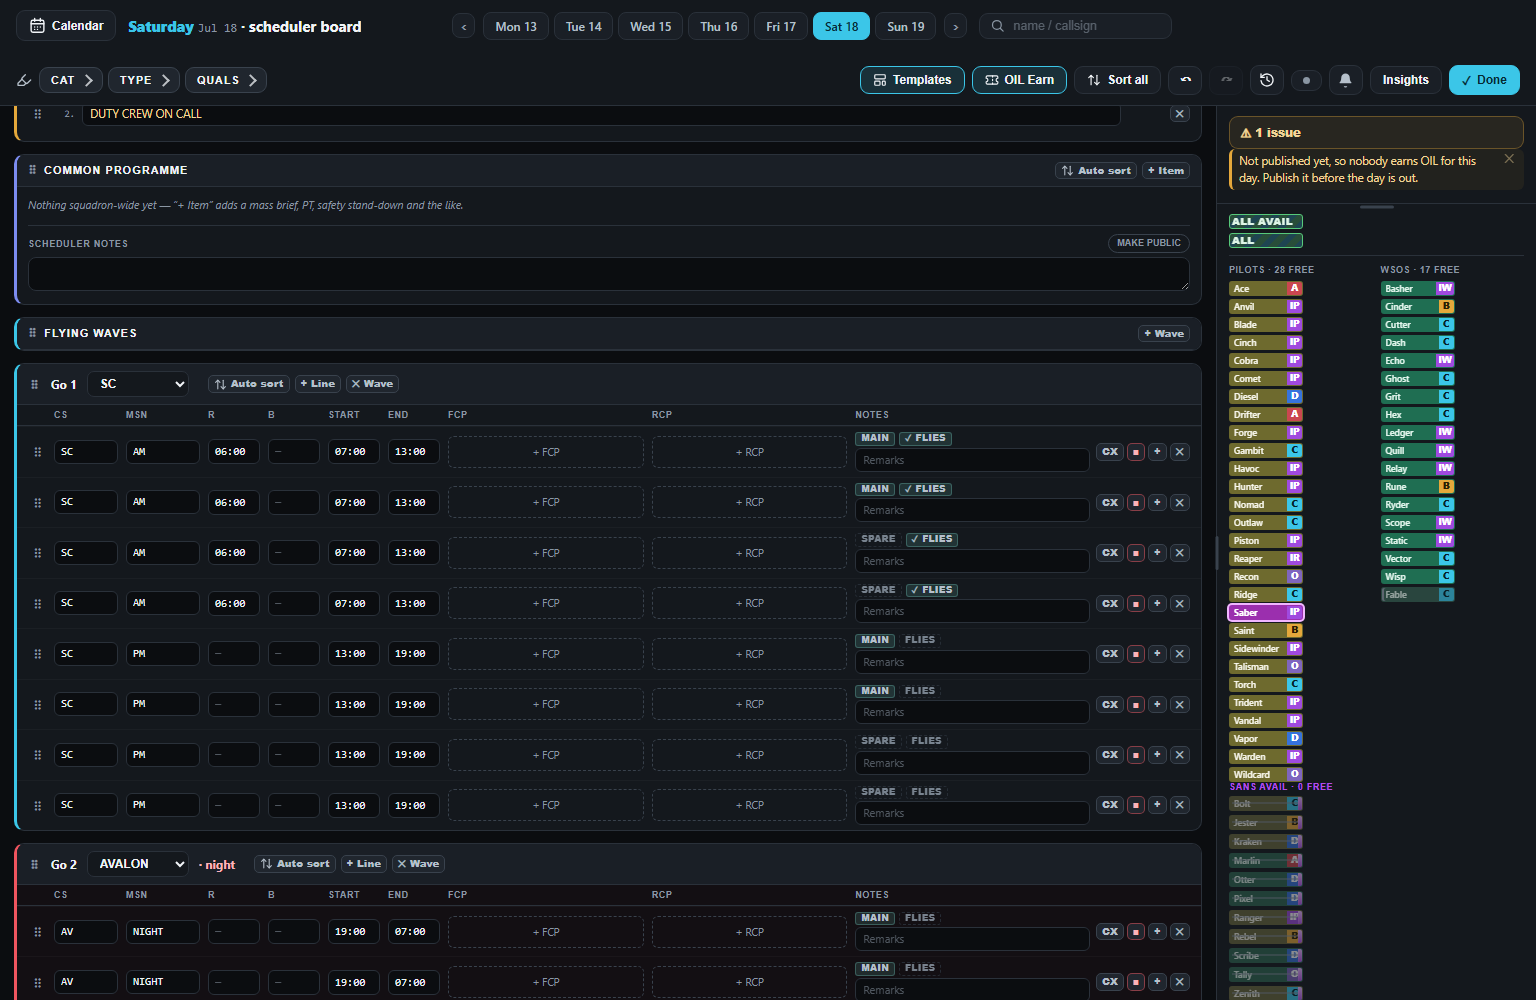 Calendar
Saturday Jul 18 · scheduler board
‹ Mon 13 Tue 14 Wed 15 Thu 16 Fri 17 Sat 18 Sun 19 ›
name / callsign
CAT TYPE QUALS
Templates OIL Earn Sort all Insights ✓ Done
2. DUTY CREW ON CALL
COMMON PROGRAMME
Auto sort + Item
Nothing squadron-wide yet — "+ Item" adds a mass brief, PT, safety stand-down and the like.
SCHEDULER NOTES
MAKE PUBLIC
FLYING WAVES
+ Wave
Go 1 SC Auto sort + Line ✕ Wave
CS MSN R B START END FCP RCP NOTES
MAIN ✓ FLIES
SC AM 06:00 – 07:00 13:00 + FCP + RCP Remarks CX + ✕
MAIN ✓ FLIES
SC AM 06:00 – 07:00 13:00 + FCP + RCP Remarks CX + ✕
SPARE ✓ FLIES
SC AM 06:00 – 07:00 13:00 + FCP + RCP Remarks CX + ✕
SPARE ✓ FLIES
SC AM 06:00 – 07:00 13:00 + FCP + RCP Remarks CX + ✕
MAIN FLIES
SC PM – – 13:00 19:00 + FCP + RCP Remarks CX + ✕
MAIN FLIES
SC PM – – 13:00 19:00 + FCP + RCP Remarks CX + ✕
SPARE FLIES
SC PM – – 13:00 19:00 + FCP + RCP Remarks CX + ✕
SPARE FLIES
SC PM – – 13:00 19:00 + FCP + RCP Remarks CX + ✕
Go 2 AVALON · night Auto sort + Line ✕ Wave
CS MSN R B START END FCP RCP NOTES
MAIN FLIES
AV NIGHT – – 19:00 07:00 + FCP + RCP Remarks CX + ✕
MAIN FLIES
AV NIGHT – – 19:00 07:00 + FCP + RCP Remarks CX + ✕
⚠ 1 issue
Not published yet, so nobody earns OIL for this
day. Publish it before the day is out.
ALL AVAIL
ALL
PILOTS · 28 FREE
Ace A
Anvil IP
Blade IP
Cinch IP
Cobra IP
Comet IP
Diesel D
Drifter A
Forge IP
Gambit C
Havoc IP
Hunter IP
Nomad C
Outlaw C
Piston IP
Reaper IR
Recon O
Ridge C
Saber IP
Saint B
Sidewinder IP
Talisman O
Torch C
Trident IP
Vandal IP
Vapor D
Warden IP
Wildcard O
SANS AVAIL · 0 FREE
Bolt C
Jester B
Kraken D
Marlin A
Otter D
Pixel D
Ranger IP
Rebel B
Scribe D
Tally O
Zenith C
WSOS · 17 FREE
Basher IW
Cinder B
Cutter C
Dash C
Echo IW
Ghost C
Grit C
Hex C
Ledger IW
Quill IW
Relay IW
Rune B
Ryder C
Scope IW
Static IW
Vector C
Wisp C
Fable C